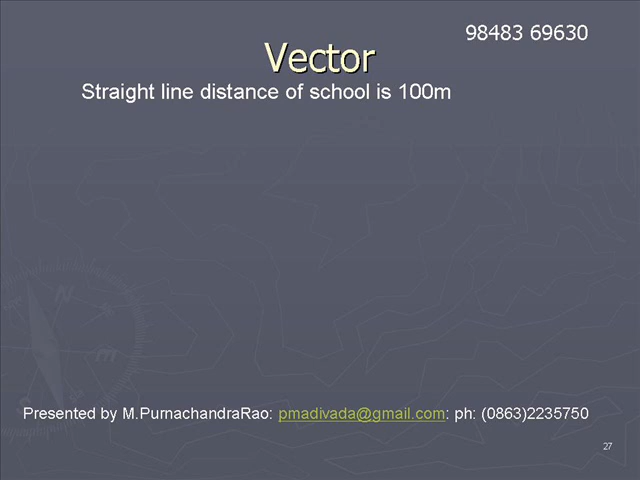 98483 69630
Vector
Straight line distance of school is 100m
N
m
Presented by M.PurnachandraRao: pmadivada@gmail.com: ph: (0863)2235750
27